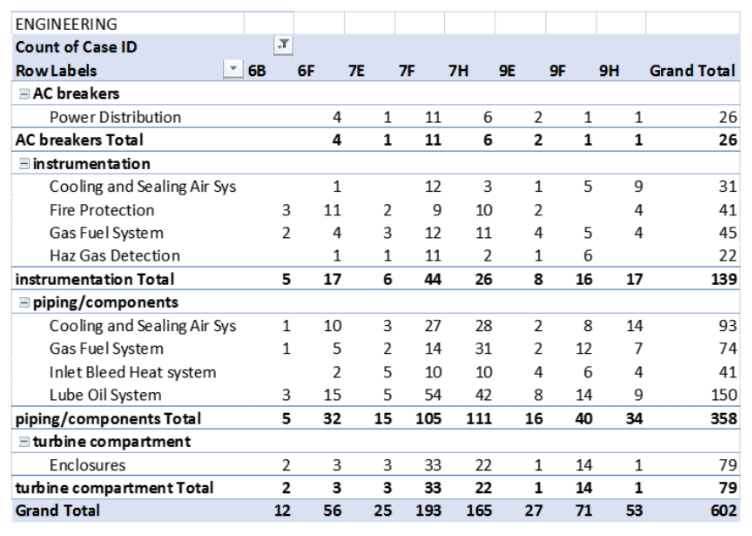 ENGINEERING
Count of Case ID
Row Labels 6B 6F 7E 7F 7H 9E 9F 9H Grand Total
AC breakers
Power Distribution 4 1 11 6 2 1 1 26
AC breakers Total 4 1 11 6 2 1 1 26
instrumentation
Cooling and Sealing Air Sys 1 12 3 1 5 9 31
Fire Protection 3 11 2 9 10 2 4 41
Gas Fuel System 2 4 3 12 11 4 5 4 45
Haz Gas Detection 1 1 11 2 1 6 22
instrumentation Total 5 17 6 44 26 8 16 17 139
piping/components
Cooling and Sealing Air Sys 1 10 3 27 28 2 8 14 93
Gas Fuel System 1 5 2 14 31 2 12 7 74
Inlet Bleed Heat system 2 5 10 10 4 6 4 41
Lube Oil System 3 15 5 54 42 8 14 9 150
piping/components Total 5 32 15 105 111 16 40 34 358
turbine compartment
Enclosures 2 3 3 33 22 1 14 1 79
turbine compartment Total 2 3 3 33 22 1 14 1 79
Grand Total 12 56 25 193 165 27 71 53 602